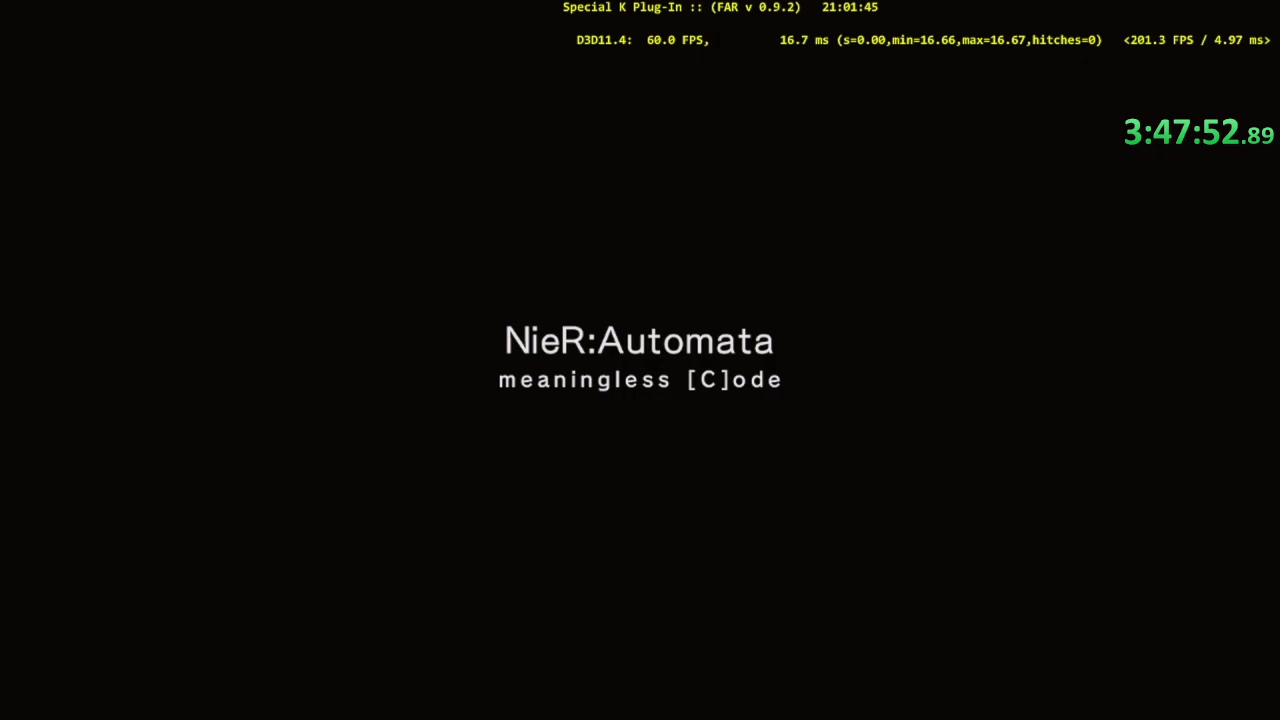 Special K Plug-In :: (FAR v 0.9.2) 21:01:45
D3D11.4: 60.0 FPS, 16.7 ms (s=0.00,min=16.66,max=16.67,hitches=0) <201.3 FPS / 4.97 ms>
3:47:52.89
NieR:Automata
meaningless [C]ode